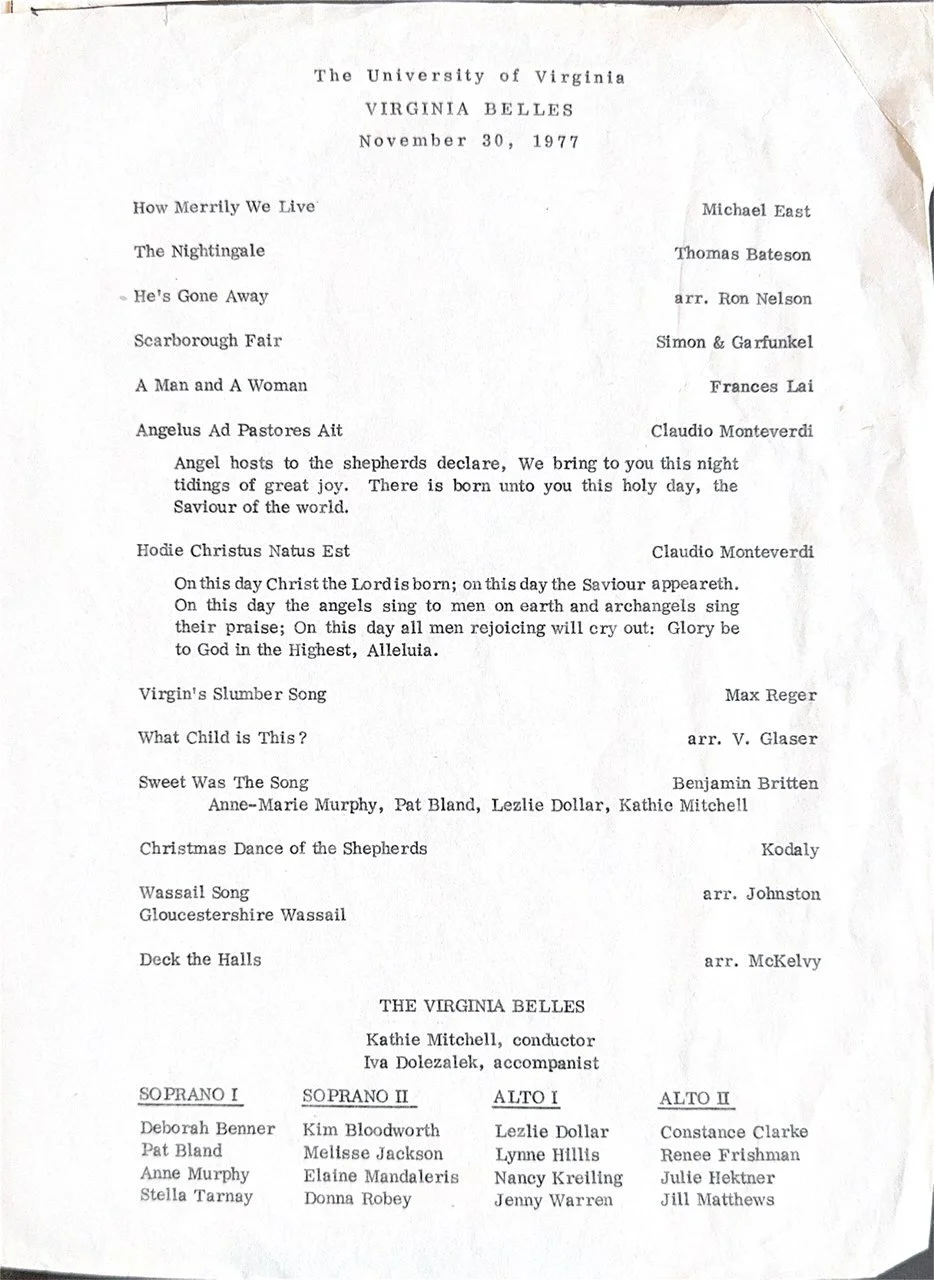 The University of Virginia
VIRGINIA BELLES
November 30, 1977
How Merrily We Live Michael East
The Nightingale Thomas Bateson
He's Gone Away arr. Ron Nelson
Scarborough Fair Simon & Garfunkel
A Man and A Woman Frances Lai
Angelus Ad Pastores Ait Claudio Monteverdi
Angel hosts to the shepherds declare, We bring to you this night
tidings of great joy. There is born unto you this holy day, the
Saviour of the world.
Hodie Christus Natus Est Claudio Monteverdi
On this day Christ the Lord is born; on this day the Saviour appeareth.
On this day the angels sing to men on earth and archangels sing
their praise; On this day all men rejoicing will cry out: Glory be
to God in the Highest, Alleluia.
Virgin's Slumber Song Max Reger
What Child is This? arr. V. Glaser
Sweet Was The Song Benjamin Britten
Anne-Marie Murphy, Pat Bland, Lezlie Dollar, Kathie Mitchell
Christmas Dance of the Shepherds Kodaly
Wassail Song arr. Johnston
Gloucestershire Wassail
Deck the Halls arr. McKelvy
THE VIRGINIA BELLES
Kathie Mitchell, conductor
Iva Dolezalek, accompanist
SOPRANO I SOPRANO II ALTO I ALTO II
Deborah Benner Kim Bloodworth Lezlie Dollar Constance Clarke
Pat Bland Melisse Jackson Lynne Hillis Renee Frishman
Anne Murphy Elaine Mandaleris Nancy Kreiling Julie Hektner
Stella Tarnay Donna Robey Jenny Warren Jill Matthews